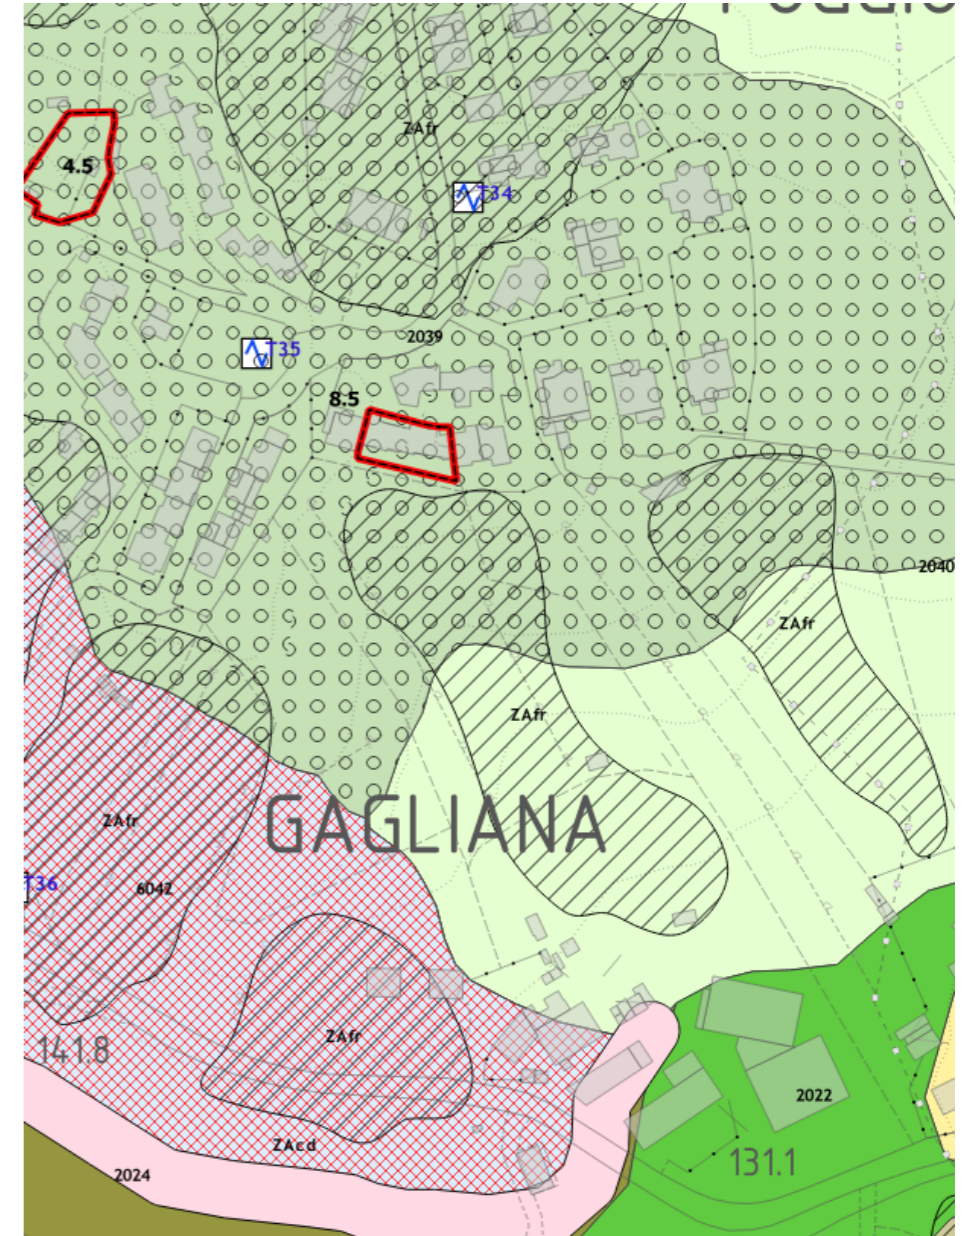 ZAfr
4.5
T34
2039
T35
8.5
2040
ZAfr
ZAfr
GAGLIANA
ZAfr
T36
6042
ZAfr
141.8
2022
ZAcd
131.1
2024